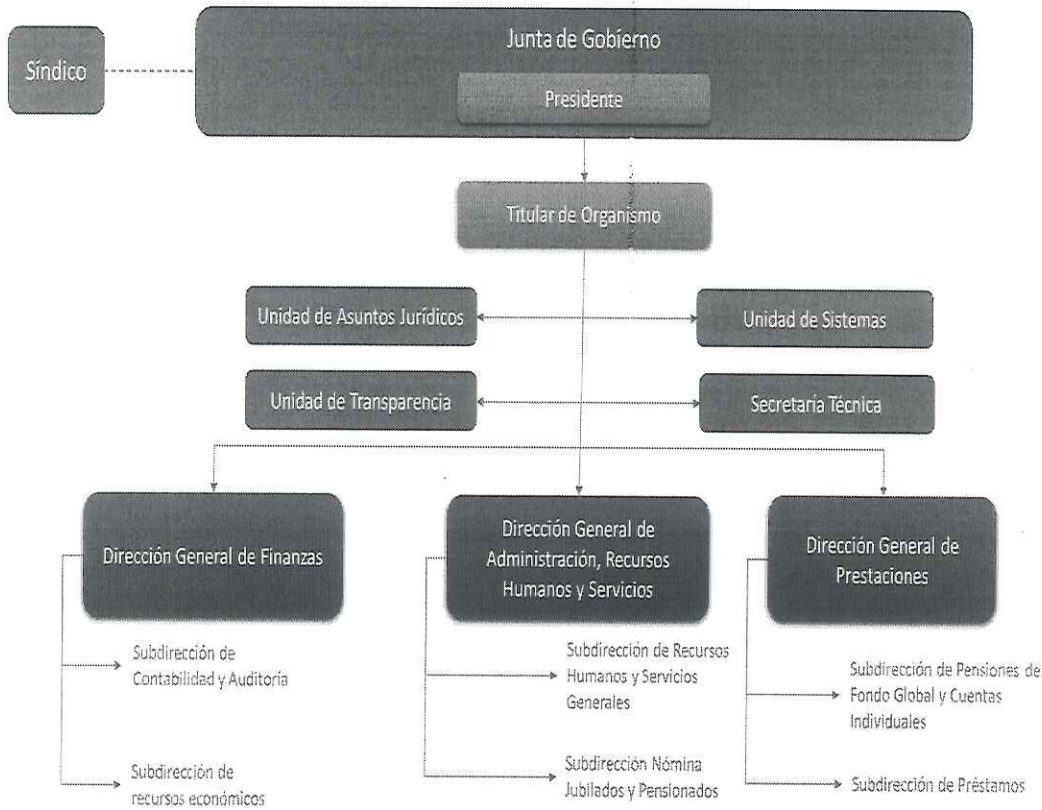 Junta de Gobierno
Síndico
Presidente
Titular de Organismo
Unidad de Asuntos Jurídicos
Unidad de Sistemas
Unidad de Transparencia
Secretaría Técnica
Dirección General de Finanzas
Dirección General de
Administración, Recursos
Humanos y Servicios
Dirección General de
Prestaciones
Subdirección de
Contabilidad y Auditoría
Subdirección de
recursos económicos
Subdirección de Recursos
Humanos y Servicios
Generales
Subdirección Nómina
Jubilados y Pensionados
Subdirección de Pensiones de
Fondo Global y Cuentas
Individuales
Subdirección de Préstamos